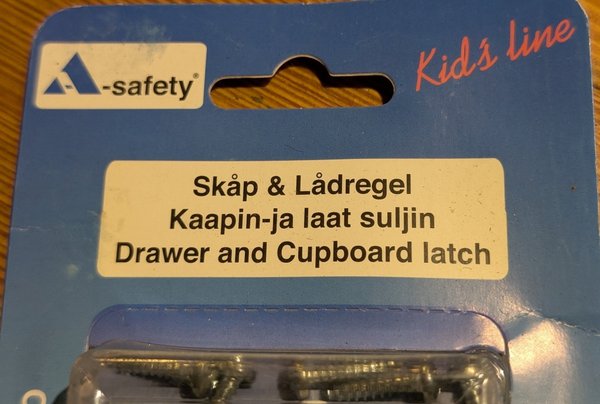 A-safety®
Kid's line
Skåp & Lådregel
Kaapin-ja laat suljin
Drawer and Cupboard latch